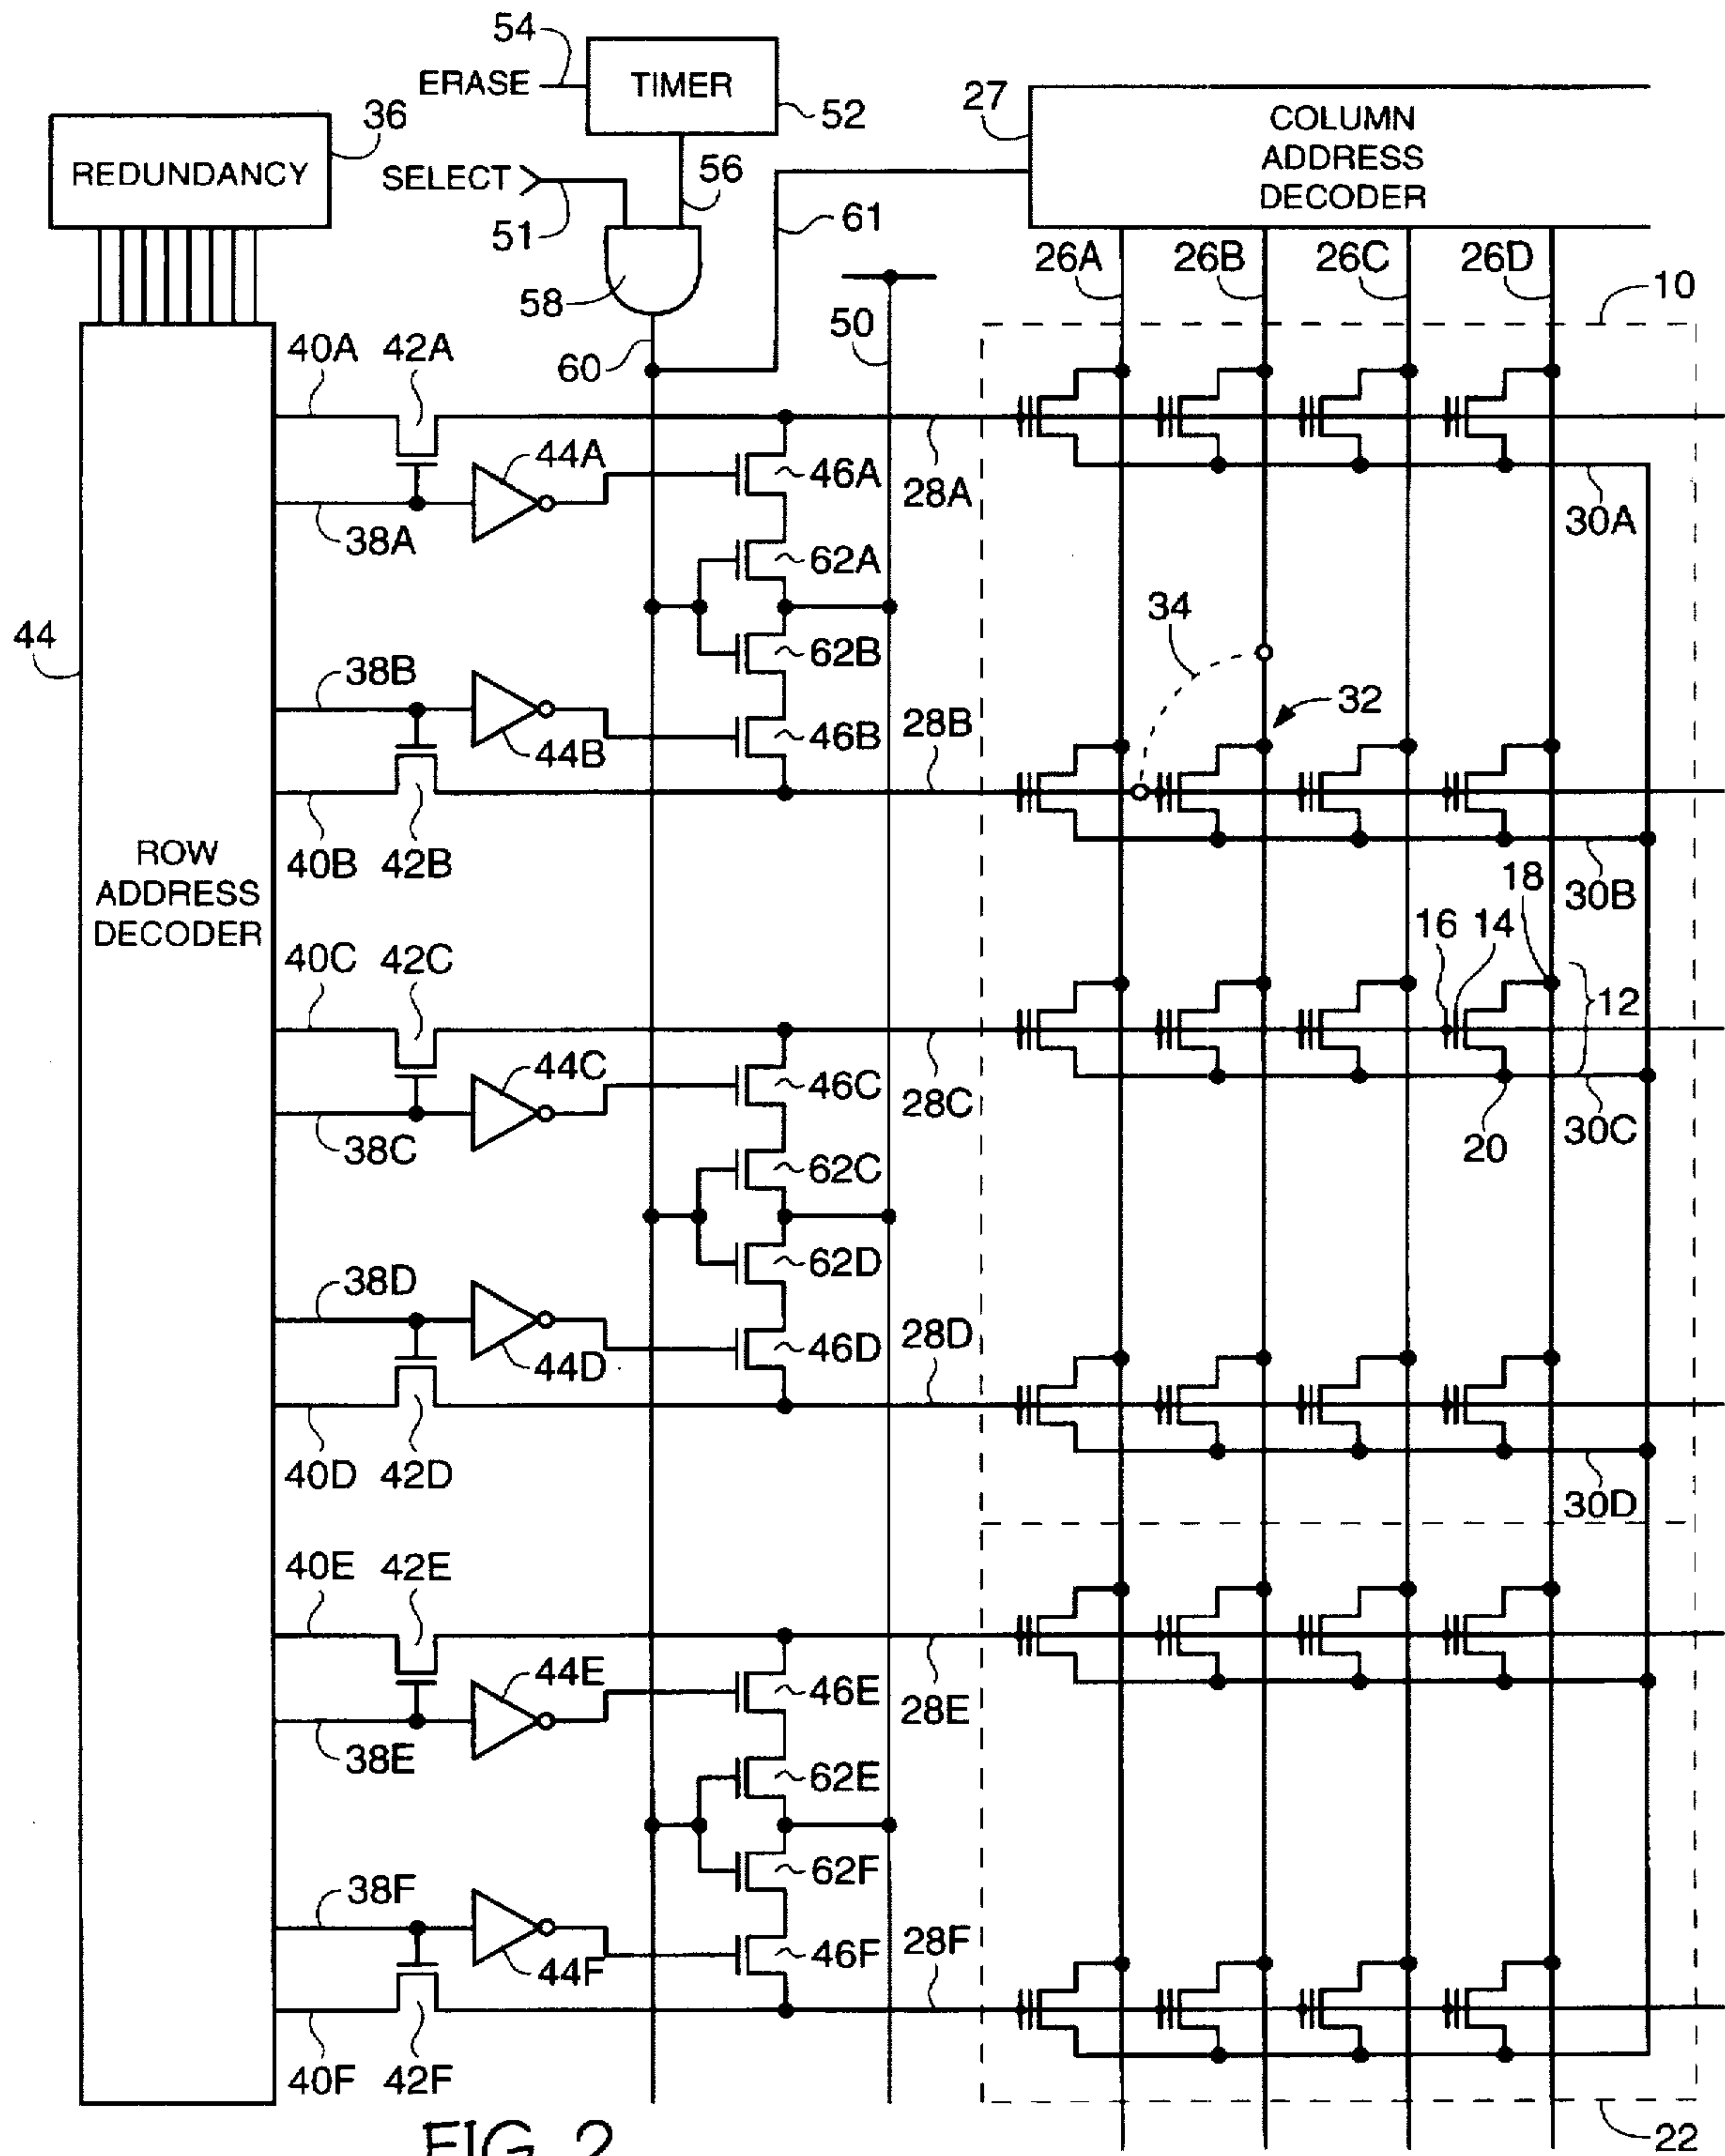 54
ERASE
TIMER
52
27
COLUMN
ADDRESS
DECODER
36
REDUNDANCY
SELECT
51
56
61
58
60
50
26A
26B
26C
26D
10
40A
42A
44A
46A
28A
30A
38A
62A
44
34
62B
38B
32
44B
46B
28B
40B
42B
30B
ROW
ADDRESS
DECODER
18
16
14
12
40C
42C
44C
46C
28C
38C
20
30C
62C
62D
38D
44D
46D
28D
40D
42D
30D
40E
42E
44E
46E
28E
38E
62E
62F
38F
44F
46F
28F
40F
42F
22
FIG. 2